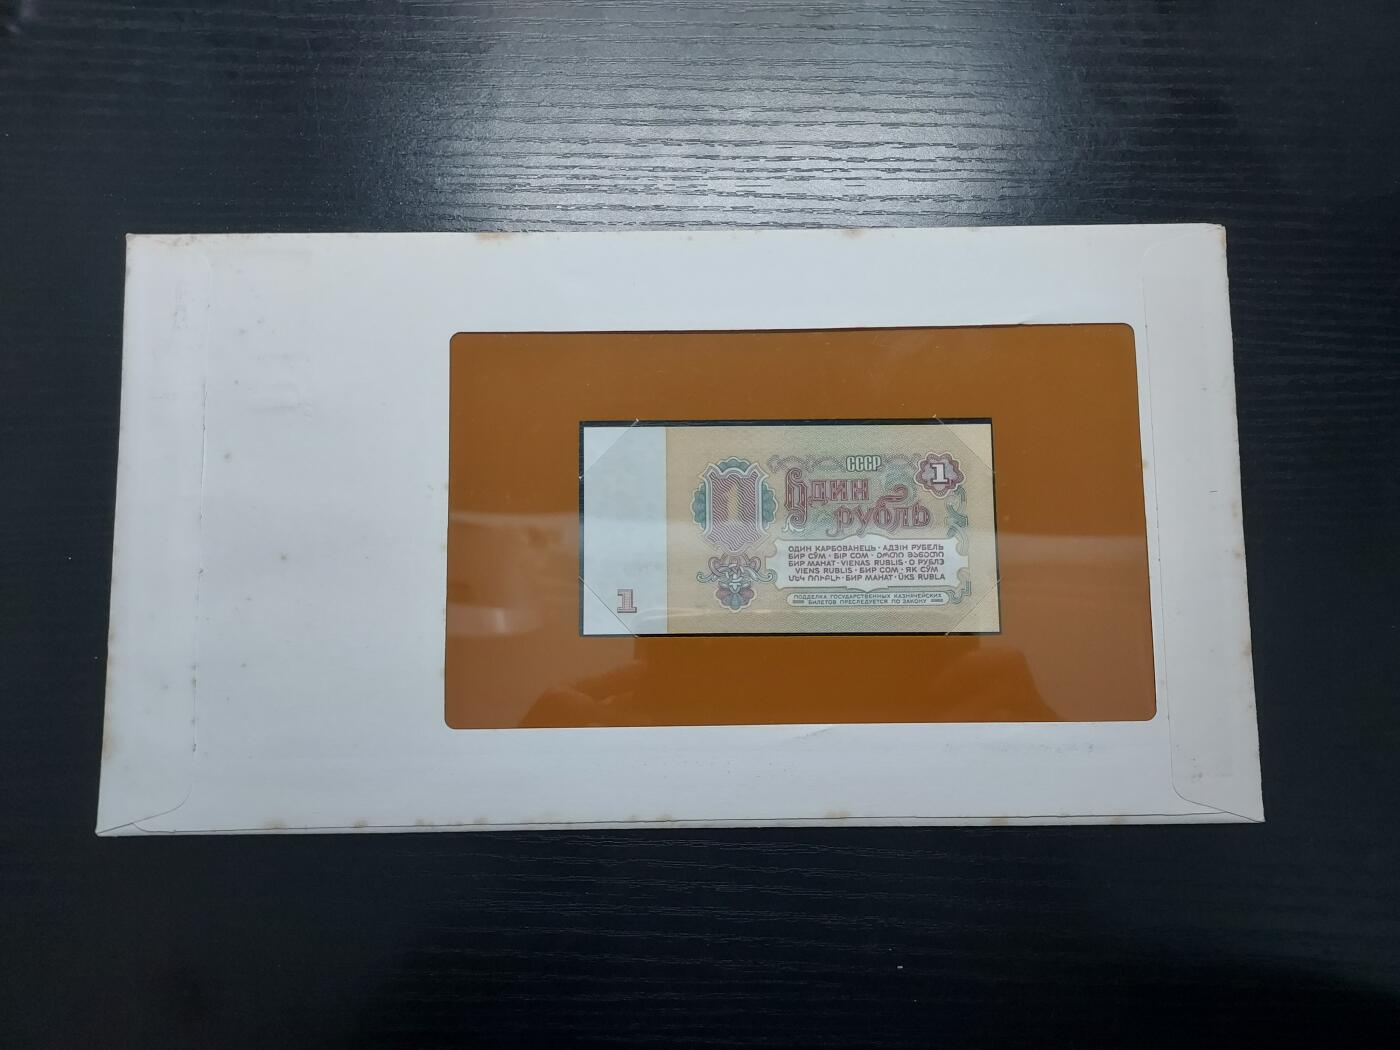 СССР
1
1
Один
рубль
ОДИН КАРБОВАНЕЦЬ · АДЗІН РУБЕЛЬ
БИР СЎМ · БІР СОМ · ᲔᲠᲗᲘ ᲛᲐᲜᲔᲗᲘ
БИР МАНАТ · VIENAS RUBLIS · О РУБЛЭ
VIENS RUBLIS · БИР СОМ · ЯК СЎМ
ՄԵԿ ՌՈՒԲԼԻ · БИР МАНАТ · ÜKS RUBLA
ПОДДЕЛКА ГОСУДАРСТВЕННЫХ КАЗНАЧЕЙСКИХ
БИЛЕТОВ ПРЕСЛЕДУЕТСЯ ПО ЗАКОНУ
1